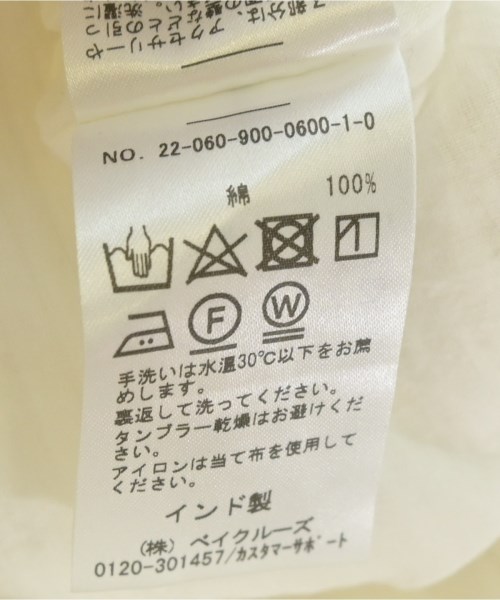 NO. 22-060-900-0600-1-0
綿 100%
F W
手洗いは水温30℃以下をお薦
めします。
裏返して洗ってください。
タンブラー乾燥はお避けくだ
さい。
アイロンは当て布を使用して
ください。
インド製
(株) ベイクルーズ
0120-301457/カスタマーサポート